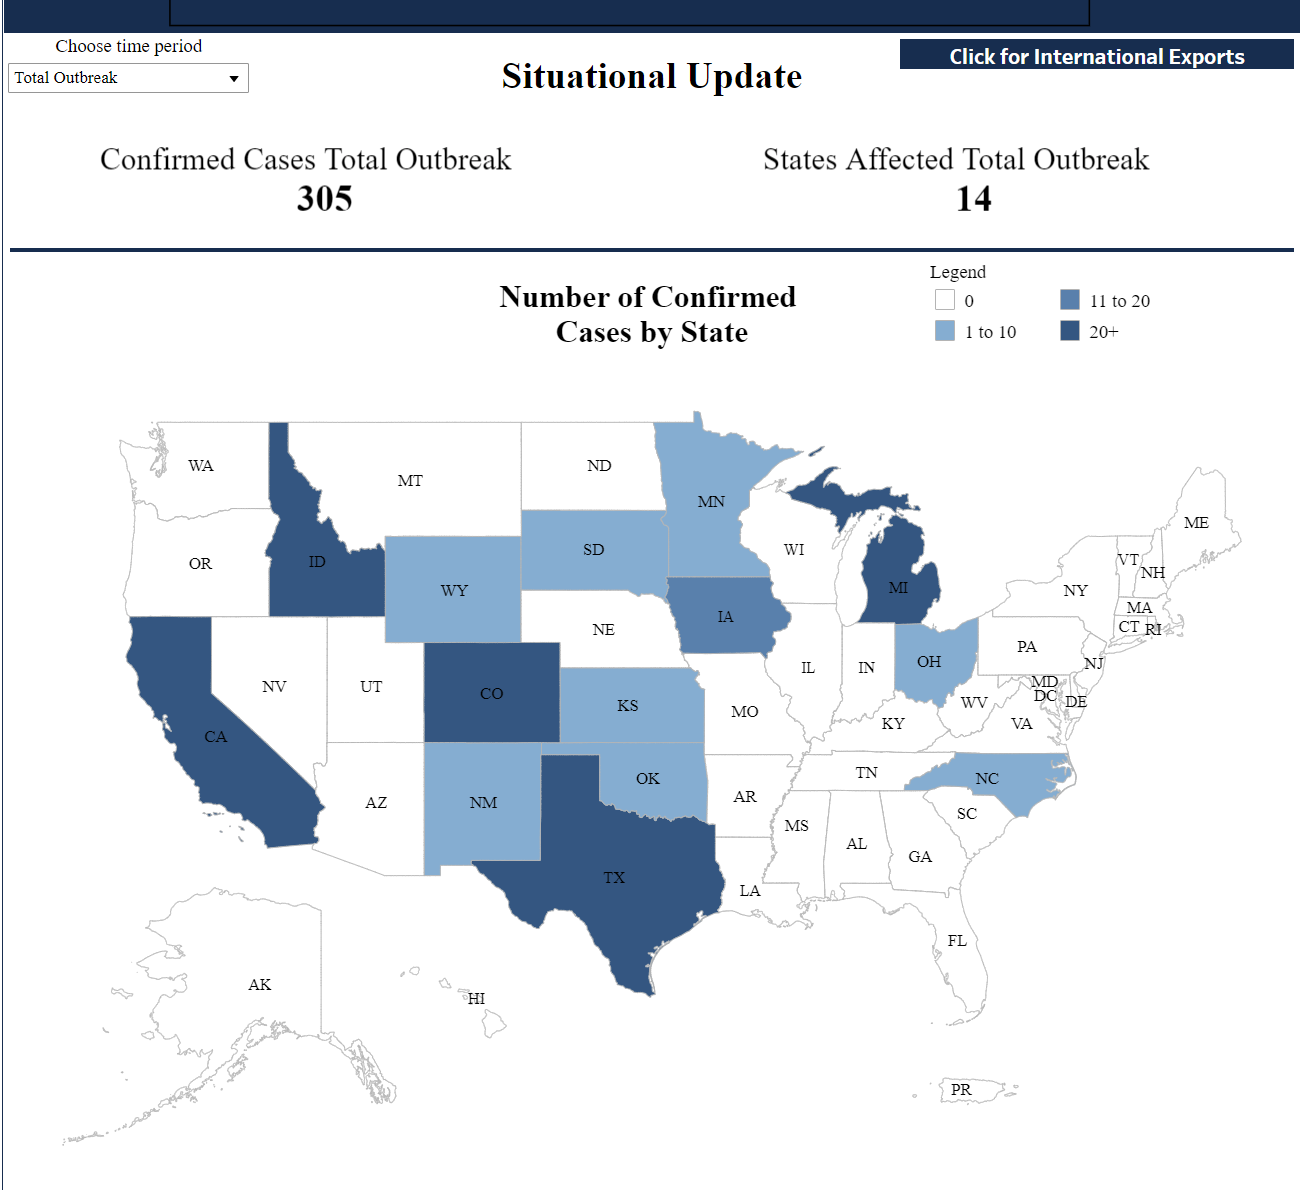 Choose time period
Total Outbreak
Situational Update
Click for International Exports
Confirmed Cases Total Outbreak
305
States Affected Total Outbreak
14
Number of Confirmed
Cases by State
Legend
0
11 to 20
1 to 10
20+
WA
MT
ND
MN
ME
OR
ID
WY
SD
WI
MI
VT
NH
NY
MA
CT
RI
NE
IA
PA
NJ
NV
UT
CO
KS
MO
IL
IN
OH
MD
DC
DE
WV
VA
KY
CA
AZ
NM
OK
AR
TN
NC
SC
MS
AL
GA
TX
LA
FL
AK
HI
PR